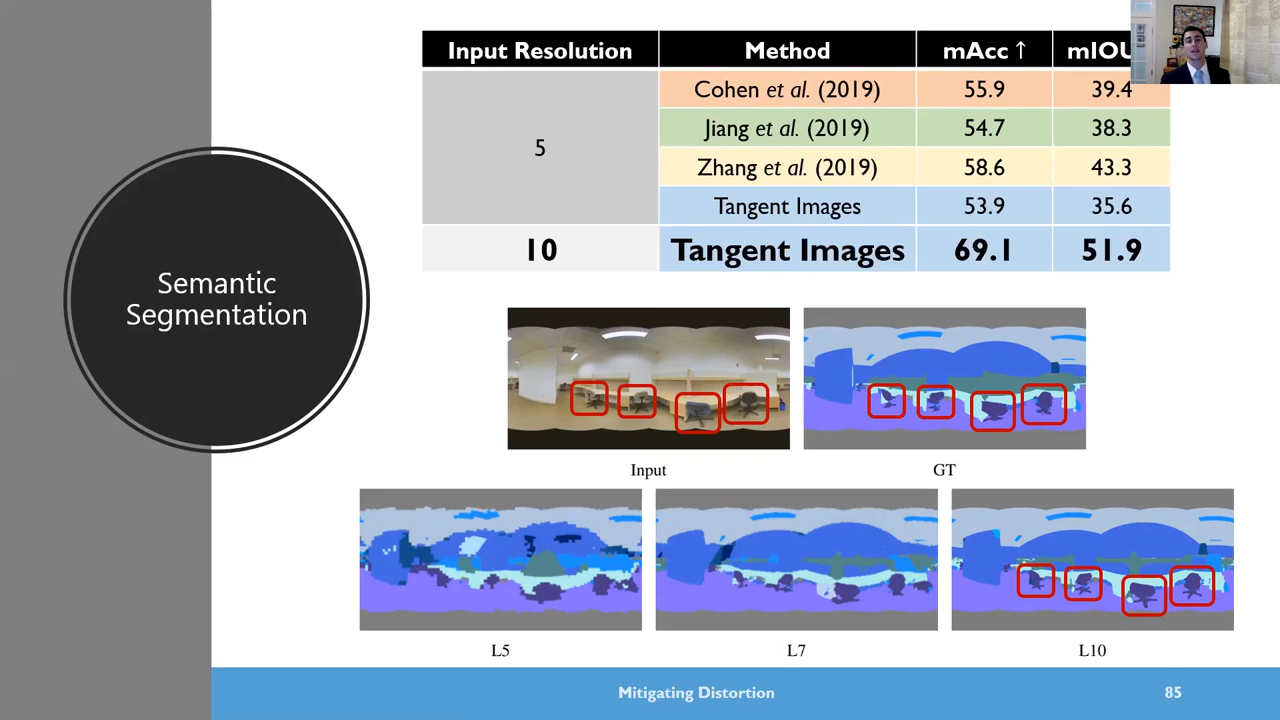 Input Resolution Method mAcc ↑ mIOU
5
Cohen et al. (2019) 55.9 39.4
Jiang et al. (2019) 54.7 38.3
Zhang et al. (2019) 58.6 43.3
Tangent Images 53.9 35.6
10 Tangent Images 69.1 51.9
Semantic
Segmentation
Input
GT
L5
L7
L10
Mitigating Distortion
85